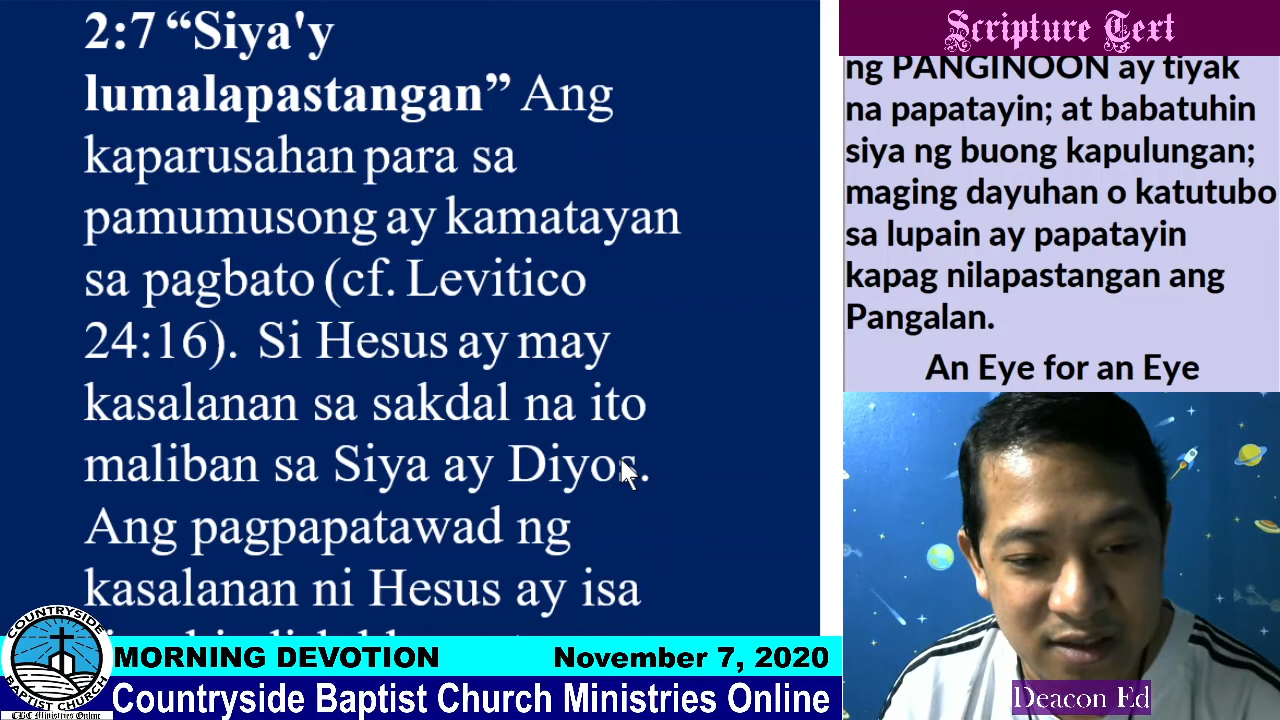 2:7 “Siya'y
lumalapastangan” Ang
kaparusahan para sa
pamumusong ay kamatayan
sa pagbato (cf. Levitico
24:16). Si Hesus ay may
kasalanan sa sakdal na ito
maliban sa Siya ay Diyos.
Ang pagpapatawad ng
kasalanan ni Hesus ay isa
Scripture Text
ng PANGINOON ay tiyak
na papatayin; at babatuhin
siya ng buong kapulungan;
maging dayuhan o katutubo
sa lupain ay papatayin
kapag nilapastangan ang
Pangalan.
An Eye for an Eye
COUNTRYSIDE
BAPTIST CHURCH
CBC Ministries Online
MORNING DEVOTION November 7, 2020
Countryside Baptist Church Ministries Online
Deacon Ed